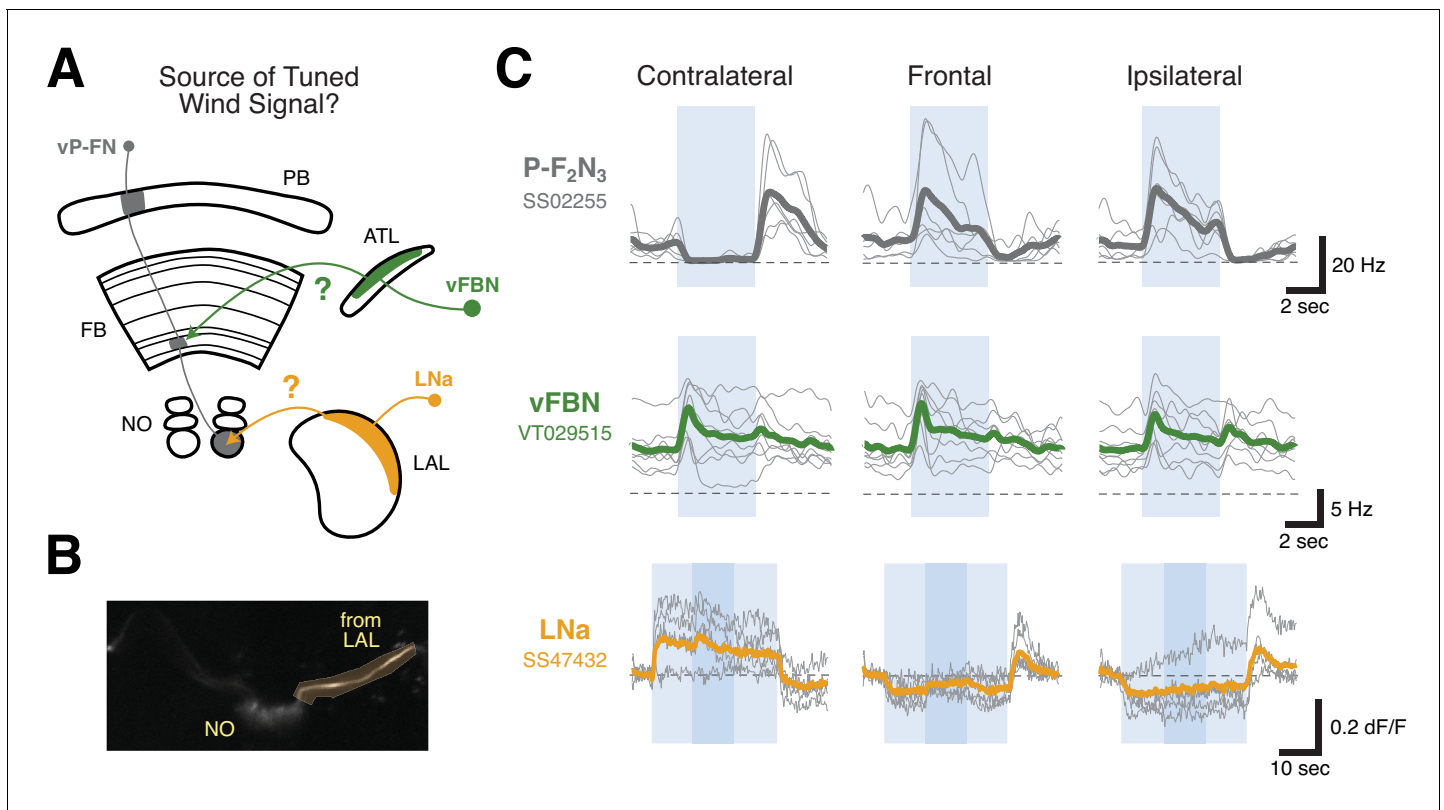 A
Source of Tuned
Wind Signal?
vP-FN
PB
ATL
?
vFBN
FB
?
LNa
NO
LAL
B
from
LAL
NO
C
Contralateral
Frontal
Ipsilateral
P-F₂N₃
SS02255
20 Hz
2 sec
vFBN
VT029515
5 Hz
2 sec
LNa
SS47432
0.2 dF/F
10 sec